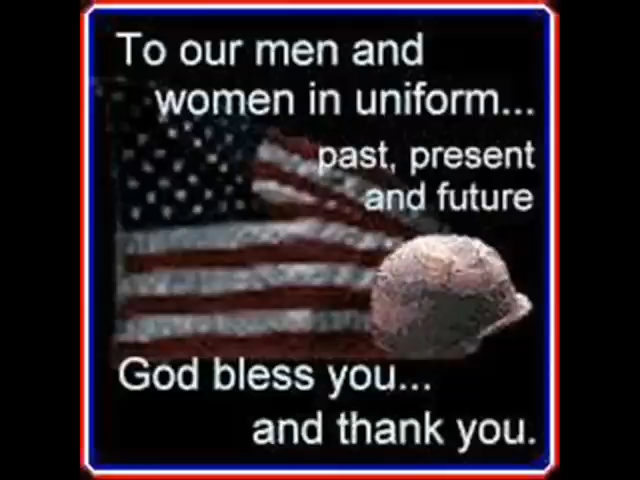 To our men and
women in uniform...
past, present
and future
God bless you...
and thank you.